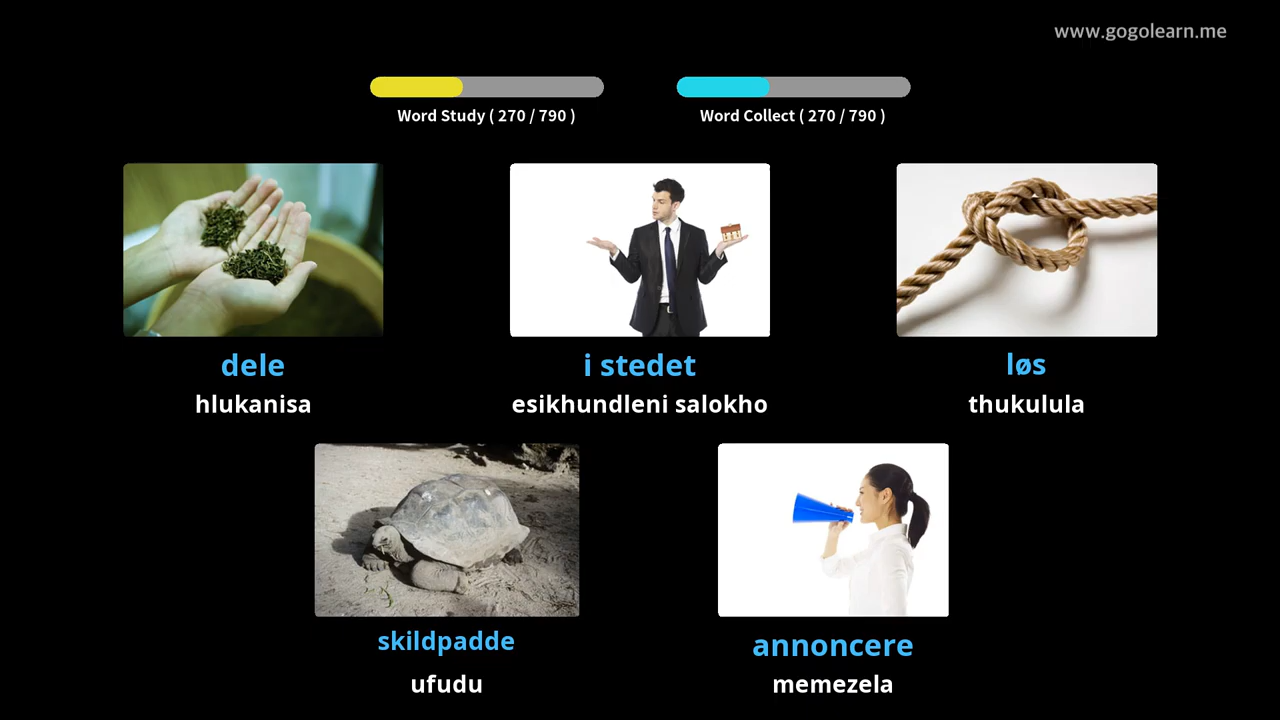 www.gogolearn.me
Word Study ( 270 / 790 )
Word Collect ( 270 / 790 )
dele
hlukanisa
i stedet
esikhundleni salokho
løs
thukulula
skildpadde
ufudu
annoncere
memezela